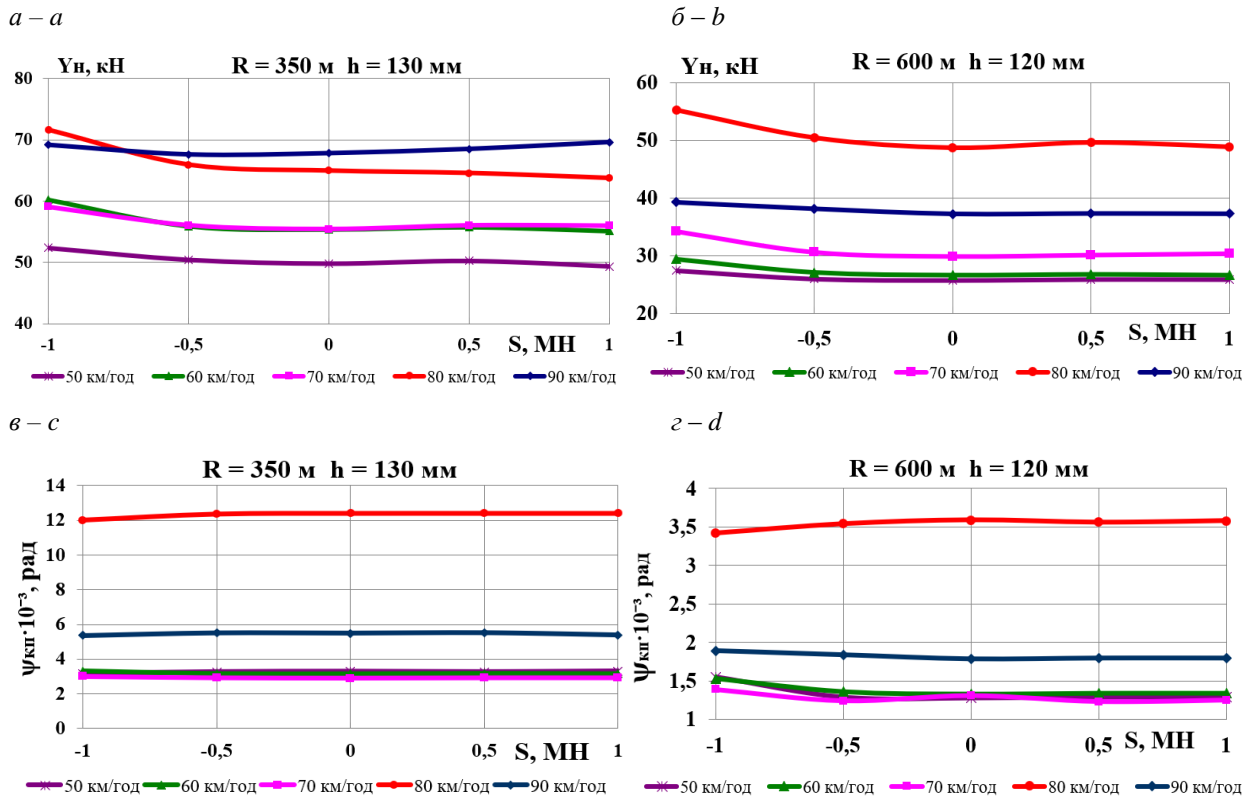 а – a
Yн, кН
R = 350 м h = 130 мм
80
70
60
50
40
-1
-0,5
0
0,5
1
S, МН
50 км/год
60 км/год
70 км/год
80 км/год
90 км/год
б – b
Yн, кН
R = 600 м h = 120 мм
60
50
40
30
20
-1
-0,5
0
0,5
1
S, МН
50 км/год
60 км/год
70 км/год
80 км/год
90 км/год
в – c
R = 350 м h = 130 мм
ψкп·10⁻³, рад
14
12
10
8
6
4
2
0
-1
-0,5
0
0,5
1
S, МН
50 км/год
60 км/год
70 км/год
80 км/год
90 км/год
г – d
R = 600 м h = 120 мм
ψкп·10⁻³, рад
4
3,5
3
2,5
2
1,5
1
-1
-0,5
0
0,5
1
S, МН
50 км/год
60 км/год
70 км/год
80 км/год
90 км/год